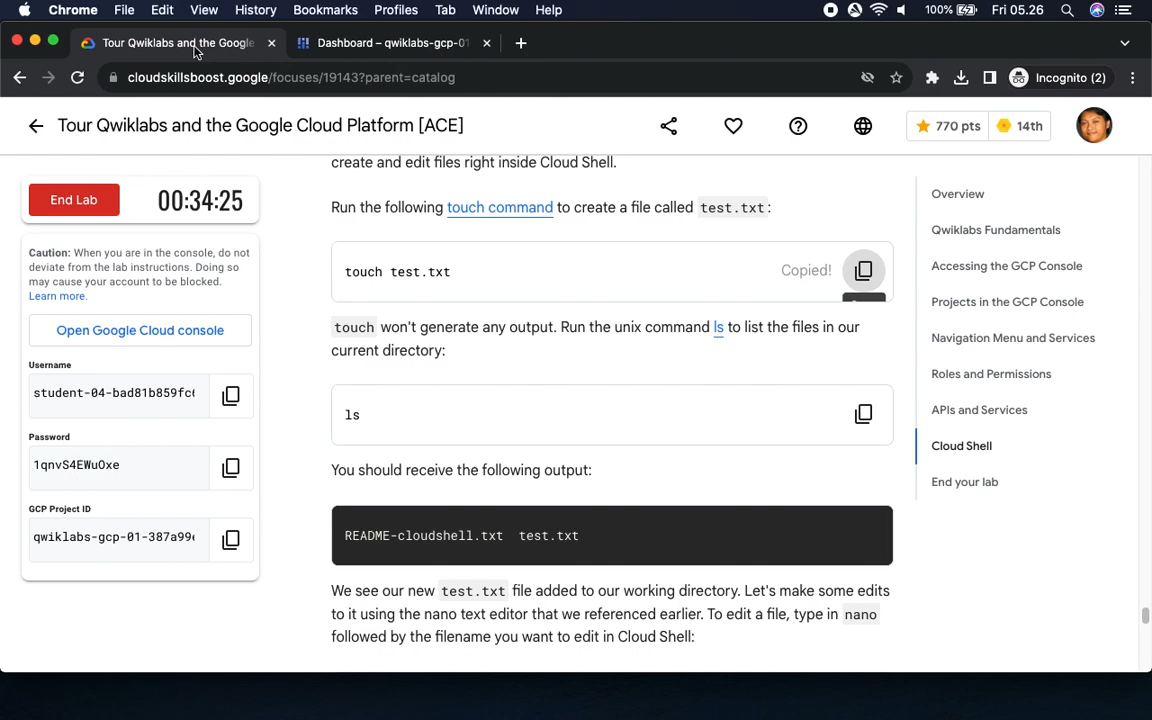 Chrome File Edit View History Bookmarks Profiles Tab Window Help 100% Fri 05.26
Tour Qwiklabs and the Google
Dashboard – qwiklabs-gcp-01
cloudskillsboost.google/focuses/19143?parent=catalog
Incognito (2)
Tour Qwiklabs and the Google Cloud Platform [ACE]
770 pts
14th
End Lab
00:34:25
Caution: When you are in the console, do not
deviate from the lab instructions. Doing so
may cause your account to be blocked.
Learn more.
Open Google Cloud console
Username
student-04-bad81b859fc
Password
1qnvS4EWuOxe
GCP Project ID
qwiklabs-gcp-01-387a99
create and edit files right inside Cloud Shell.
Run the following touch command to create a file called test.txt:
touch test.txt
Copied!
touch won't generate any output. Run the unix command ls to list the files in our
current directory:
ls
You should receive the following output:
README-cloudshell.txt test.txt
We see our new test.txt file added to our working directory. Let's make some edits
to it using the nano text editor that we referenced earlier. To edit a file, type in nano
followed by the filename you want to edit in Cloud Shell:
Overview
Qwiklabs Fundamentals
Accessing the GCP Console
Projects in the GCP Console
Navigation Menu and Services
Roles and Permissions
APIs and Services
Cloud Shell
End your lab